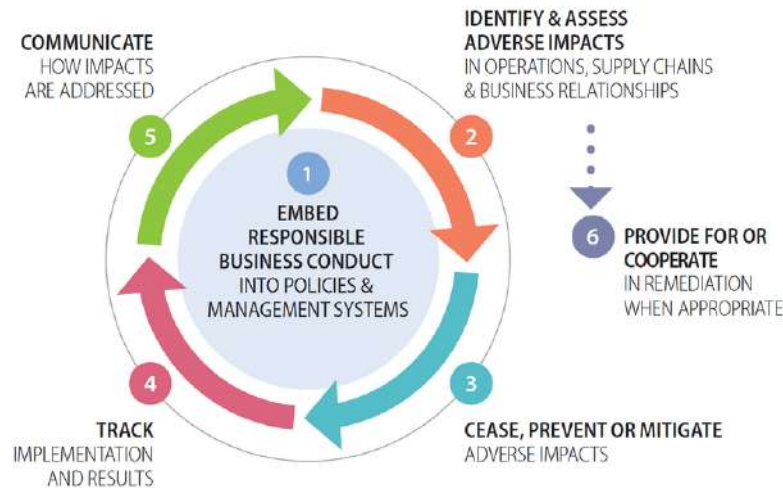 1
EMBED
RESPONSIBLE
BUSINESS CONDUCT
INTO POLICIES &
MANAGEMENT SYSTEMS
2
IDENTIFY & ASSESS
ADVERSE IMPACTS
IN OPERATIONS, SUPPLY CHAINS
& BUSINESS RELATIONSHIPS
3
CEASE, PREVENT OR MITIGATE
ADVERSE IMPACTS
4
TRACK
IMPLEMENTATION
AND RESULTS
5
COMMUNICATE
HOW IMPACTS
ARE ADDRESSED
6
PROVIDE FOR OR
COOPERATE
IN REMEDIATION
WHEN APPROPRIATE